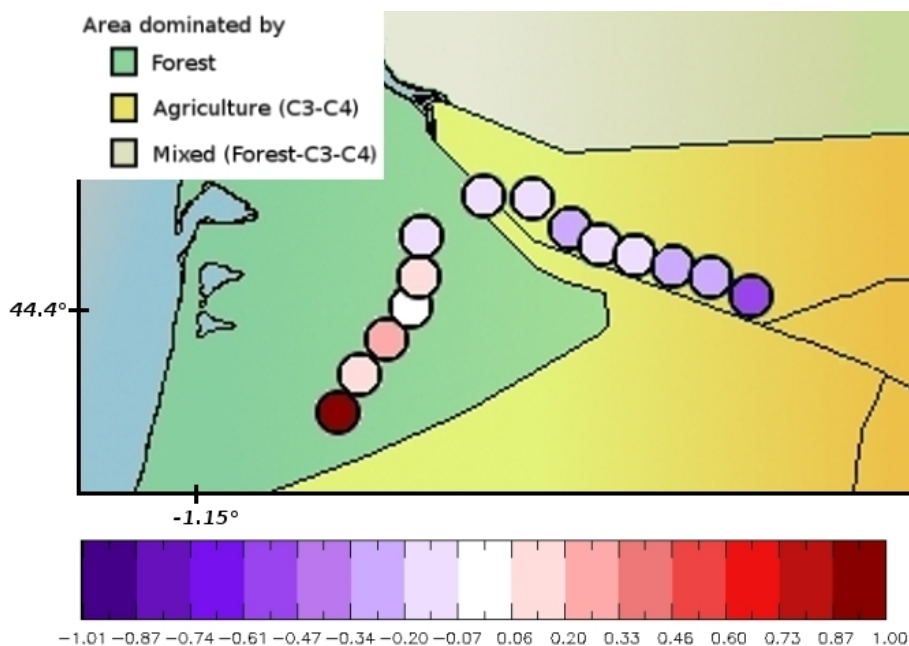 Area dominated by
Forest
Agriculture (C3-C4)
Mixed (Forest-C3-C4)
44.4°
-1.15°
-1.01 -0.87 -0.74 -0.61 -0.47 -0.34 -0.20 -0.07 0.06 0.20 0.33 0.46 0.60 0.73 0.87 1.00